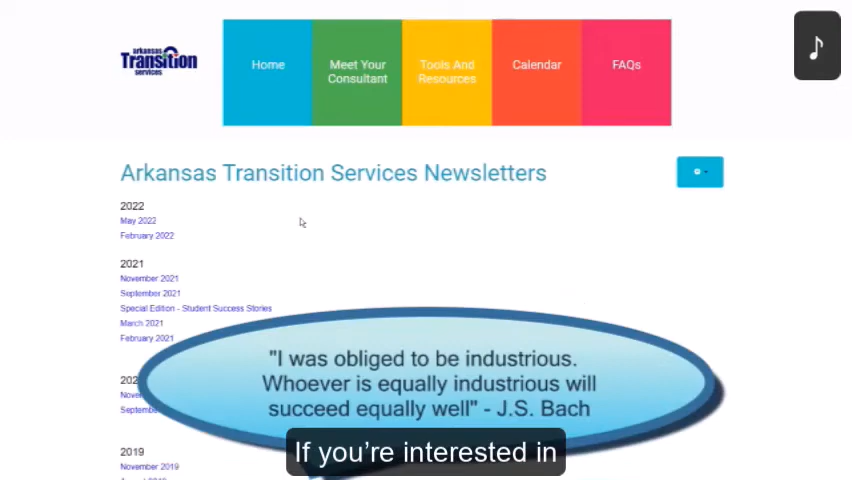 arkansas
Transition
services
Home
Meet Your
Consultant
Tools And
Resources
Calendar
FAQs
Arkansas Transition Services Newsletters
2022
May 2022
February 2022
2021
November 2021
September 2021
Special Edition - Student Success Stories
March 2021
February 2021
"I was obliged to be industrious.
Whoever is equally industrious will
succeed equally well" - J.S. Bach
If you're interested in
2019
November 2019